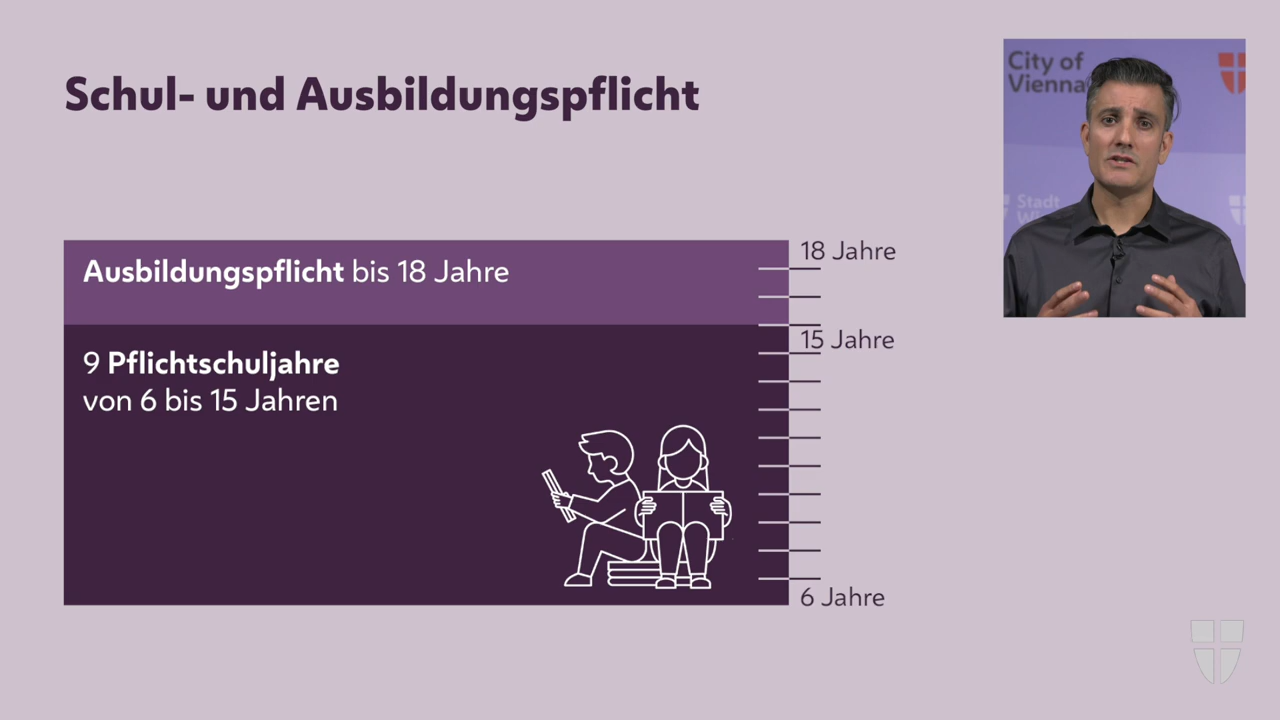 Schul- und Ausbildungspflicht
City of
Vienna
Stadt
Ausbildungspflicht bis 18 Jahre
18 Jahre
15 Jahre
9 Pflichtschuljahre
von 6 bis 15 Jahren
6 Jahre